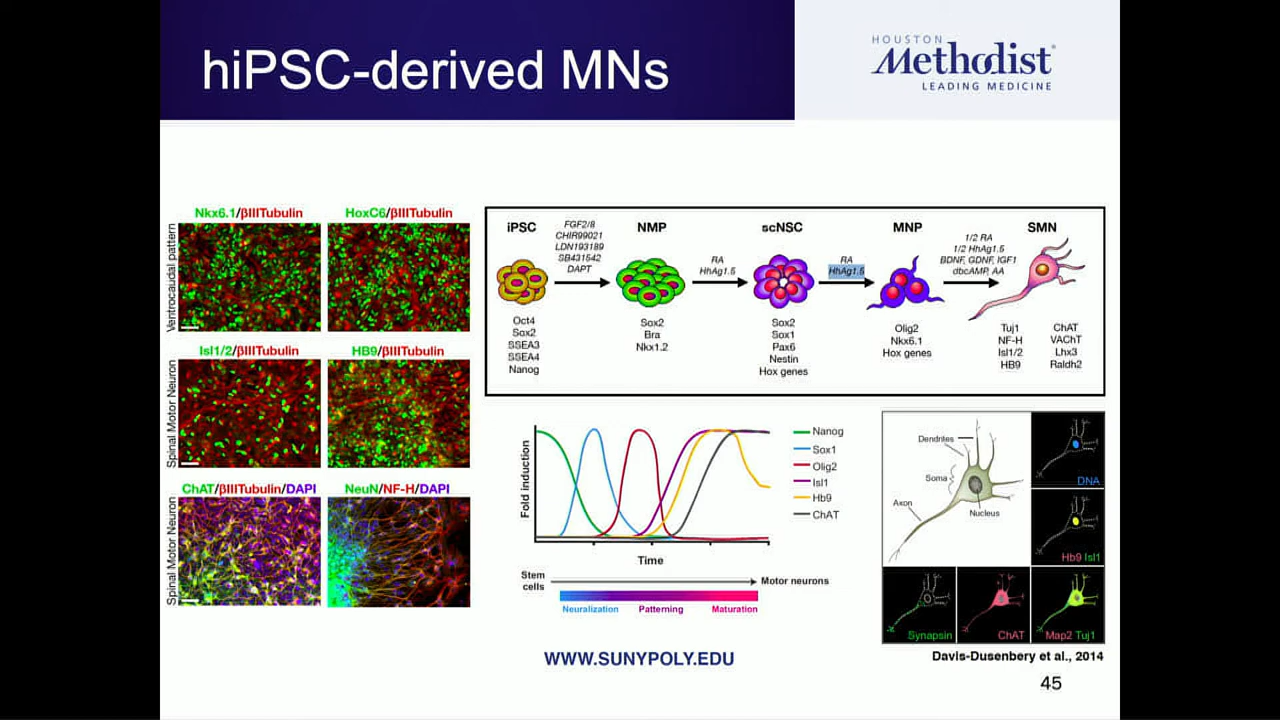 hiPSC-derived MNs
HOUSTON
Methodist
LEADING MEDICINE
Nkx6.1/βIIITubulin
HoxC6/βIIITubulin
Ventrocaudal pattern
Isl1/2/βIIITubulin
HB9/βIIITubulin
Spinal Motor Neuron
ChAT/βIIITubulin/DAPI
NeuN/NF-H/DAPI
Spinal Motor Neuron
iPSC
FGF2/8
CHIR99021
LDN193189
SB431542
DAPT
NMP
RA
HhAg1.5
scNSC
RA
HhAg1.5
MNP
1/2 RA
1/2 HhAg1.5
BDNF, GDNF, IGF1
dbcAMP, AA
SMN
Oct4
Sox2
SSEA3
SSEA4
Nanog
Sox2
Bra
Nkx1.2
Sox2
Sox1
Pax6
Nestin
Hox genes
Olig2
Nkx6.1
Hox genes
Tuj1
NF-H
Isl1/2
HB9
ChAT
VAChT
Lhx3
Raldh2
Fold induction
Nanog
Sox1
Olig2
Isl1
Hb9
ChAT
Time
Stem
cells
Motor neurons
Neuralization
Patterning
Maturation
Dendrites
Soma
Axon
Nucleus
DNA
Hb9 Isl1
Synapsin
ChAT
Map2 Tuj1
WWW.SUNYPOLY.EDU
Davis-Dusenbery et al., 2014
45